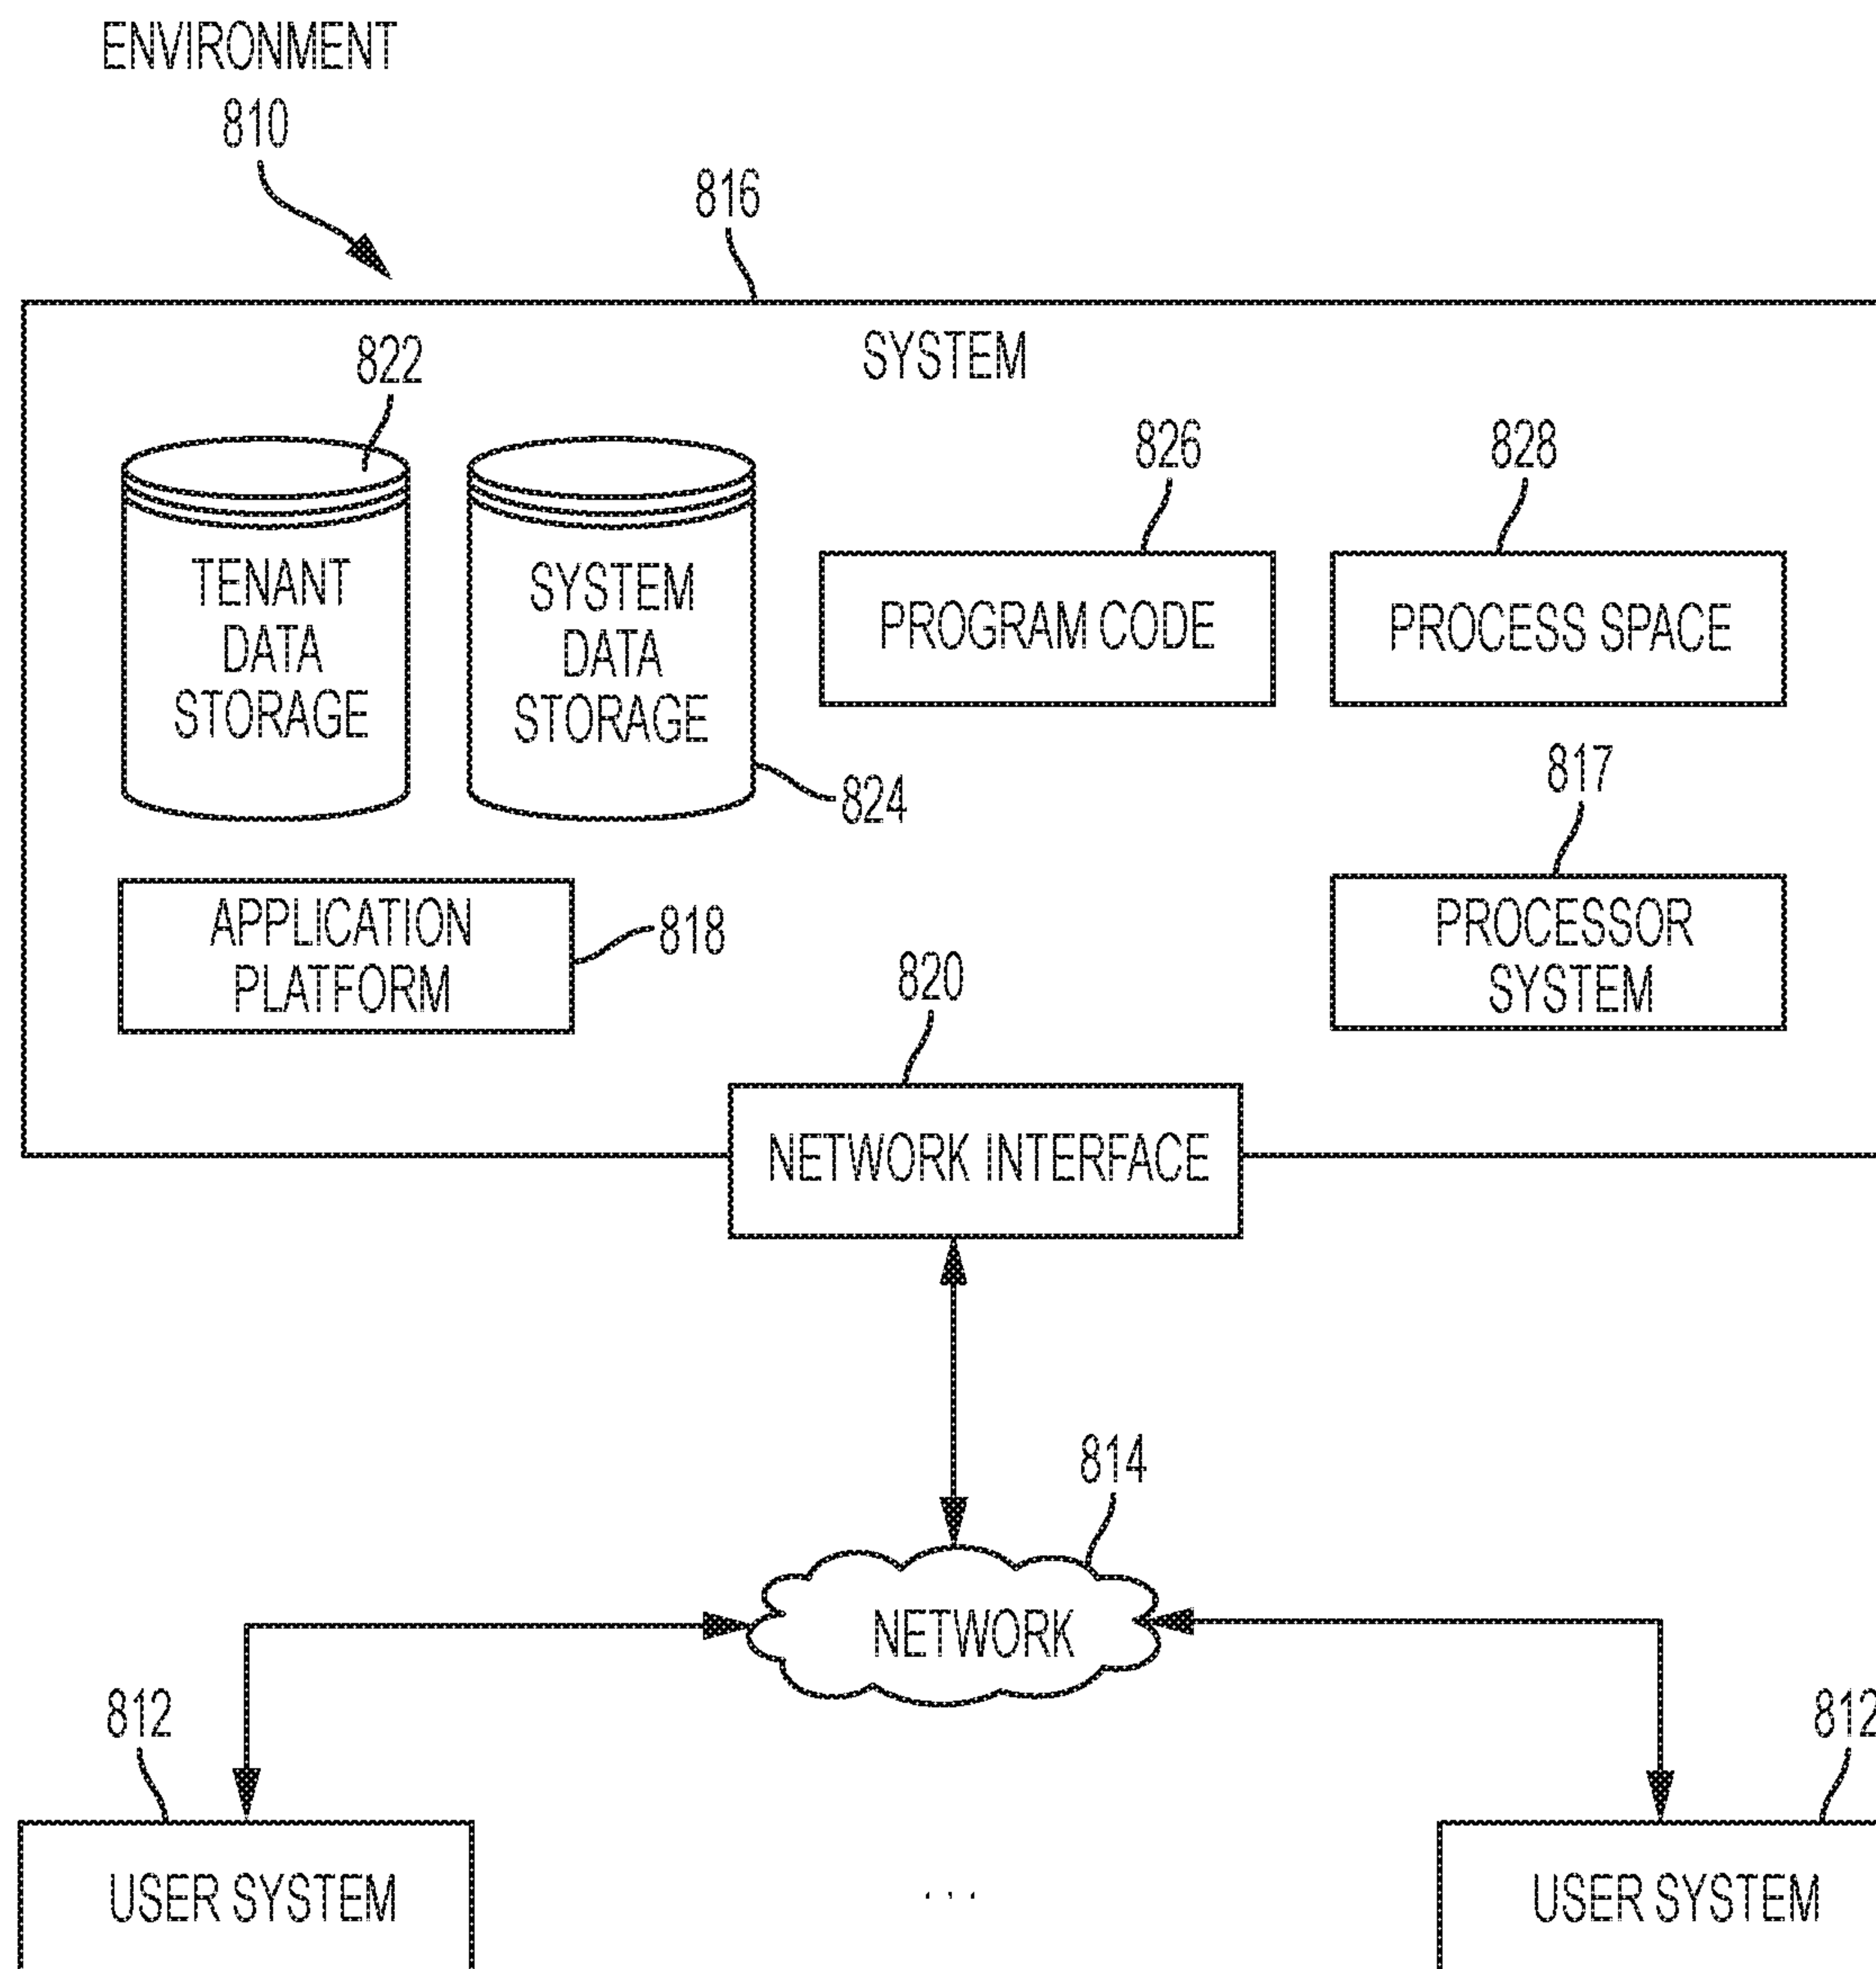 ENVIRONMENT
810
816
SYSTEM
822
826
828
TENANT
DATA
STORAGE
SYSTEM
DATA
STORAGE
824
PROGRAM CODE
PROCESS SPACE
817
APPLICATION
PLATFORM
818
PROCESSOR
SYSTEM
820
NETWORK INTERFACE
814
NETWORK
812
812
USER SYSTEM
. . .
USER SYSTEM